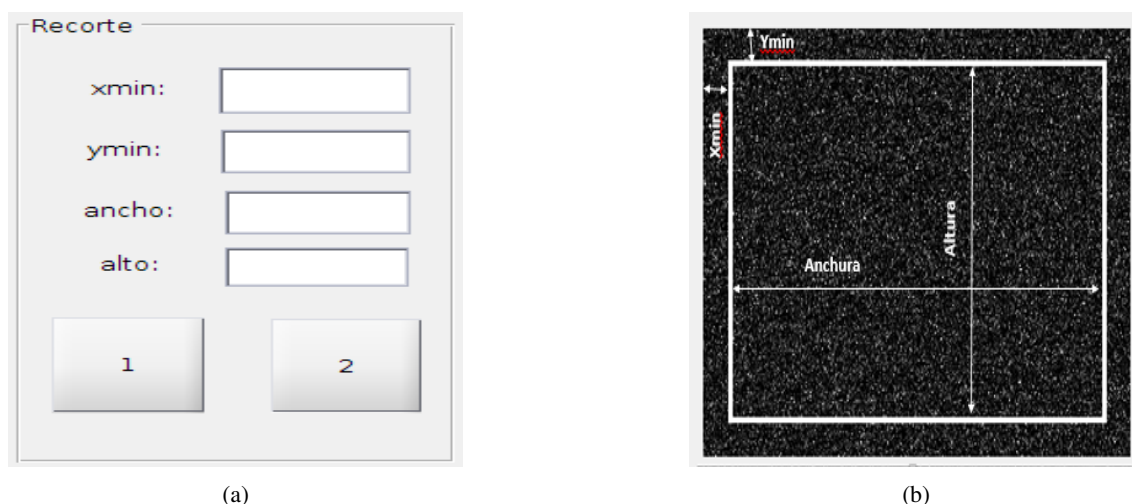 Recorte
xmin:
ymin:
ancho:
alto:
1
2
(a)
Ymin
Xmin
Altura
Anchura
(b)